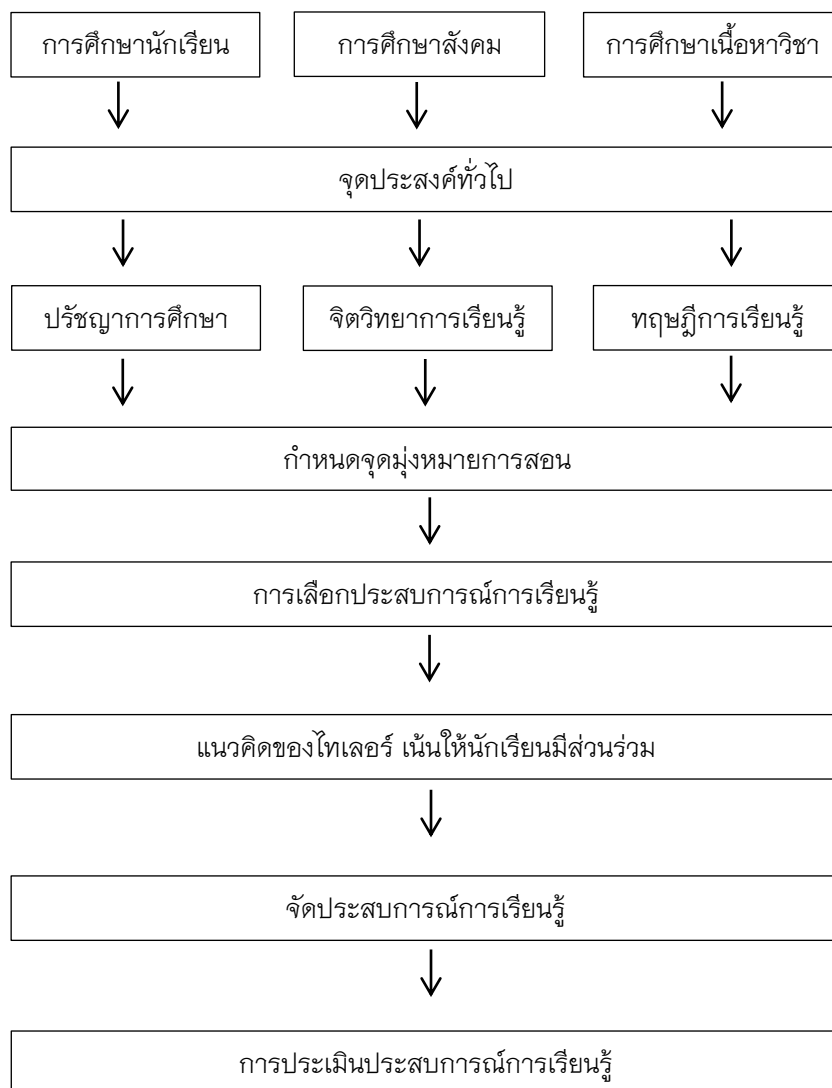 การศึกษานักเรียน
การศึกษาสังคม
การศึกษาเนื้อหาวิชา
จุดประสงค์ทั่วไป
ปรัชญาการศึกษา
จิตวิทยาการเรียนรู้
ทฤษฎีการเรียนรู้
กำหนดจุดมุ่งหมายการสอน
การเลือกประสบการณ์การเรียนรู้
แนวคิดของไทเลอร์ เน้นให้นักเรียนมีส่วนร่วม
จัดประสบการณ์การเรียนรู้
การประเมินประสบการณ์การเรียนรู้